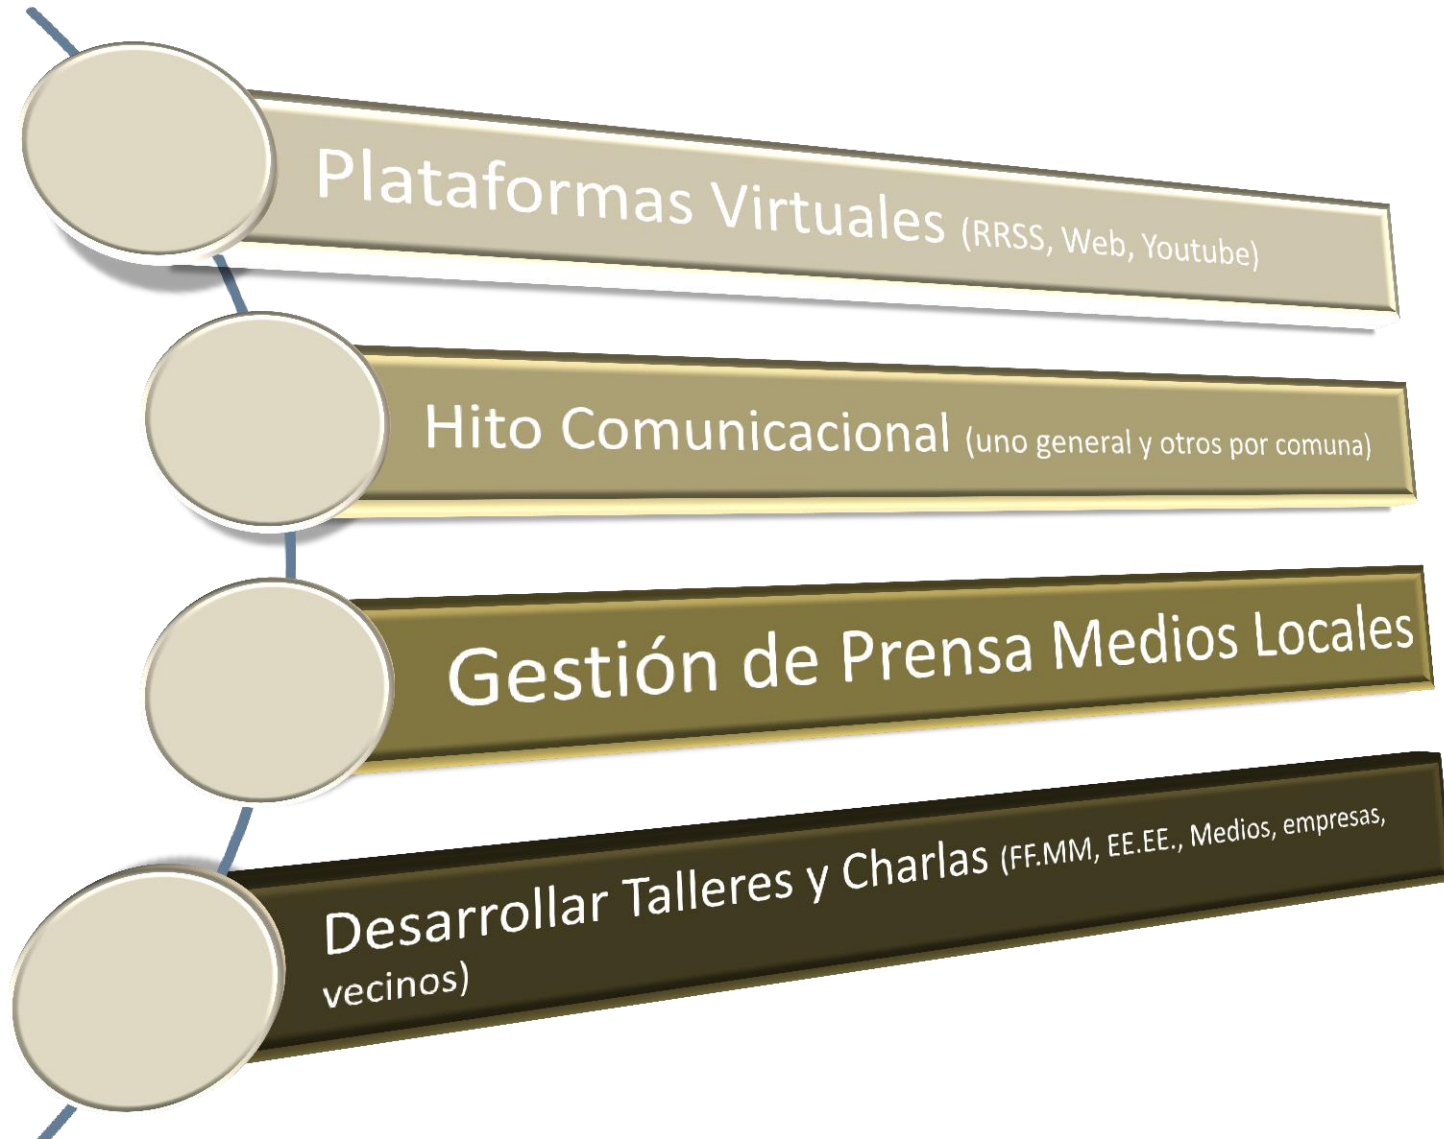 Plataformas Virtuales (RRSS, Web, Youtube)
Hito Comunicacional (uno general y otros por comuna)
Gestión de Prensa Medios Locales
Desarrollar Talleres y Charlas (FF.MM, EE.EE., Medios, empresas,
vecinos)